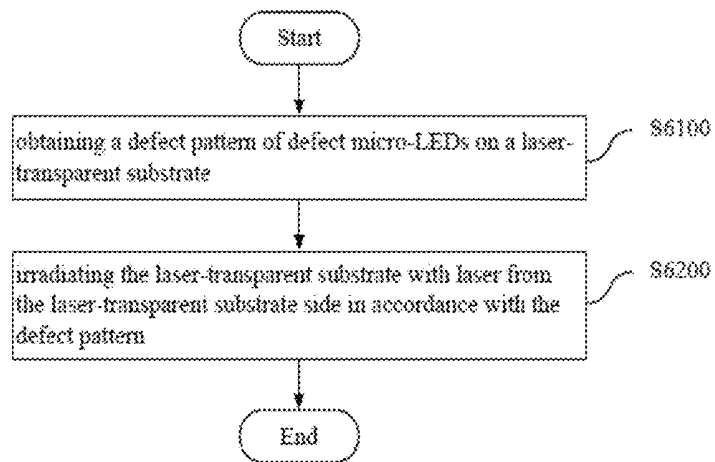 Start
obtaining a defect pattern of defect micro-LEDs on a laser-
transparent substrate
S6100
irradiating the laser-transparent substrate with laser from
the laser-transparent substrate side in accordance with the
defect pattern
S6200
End